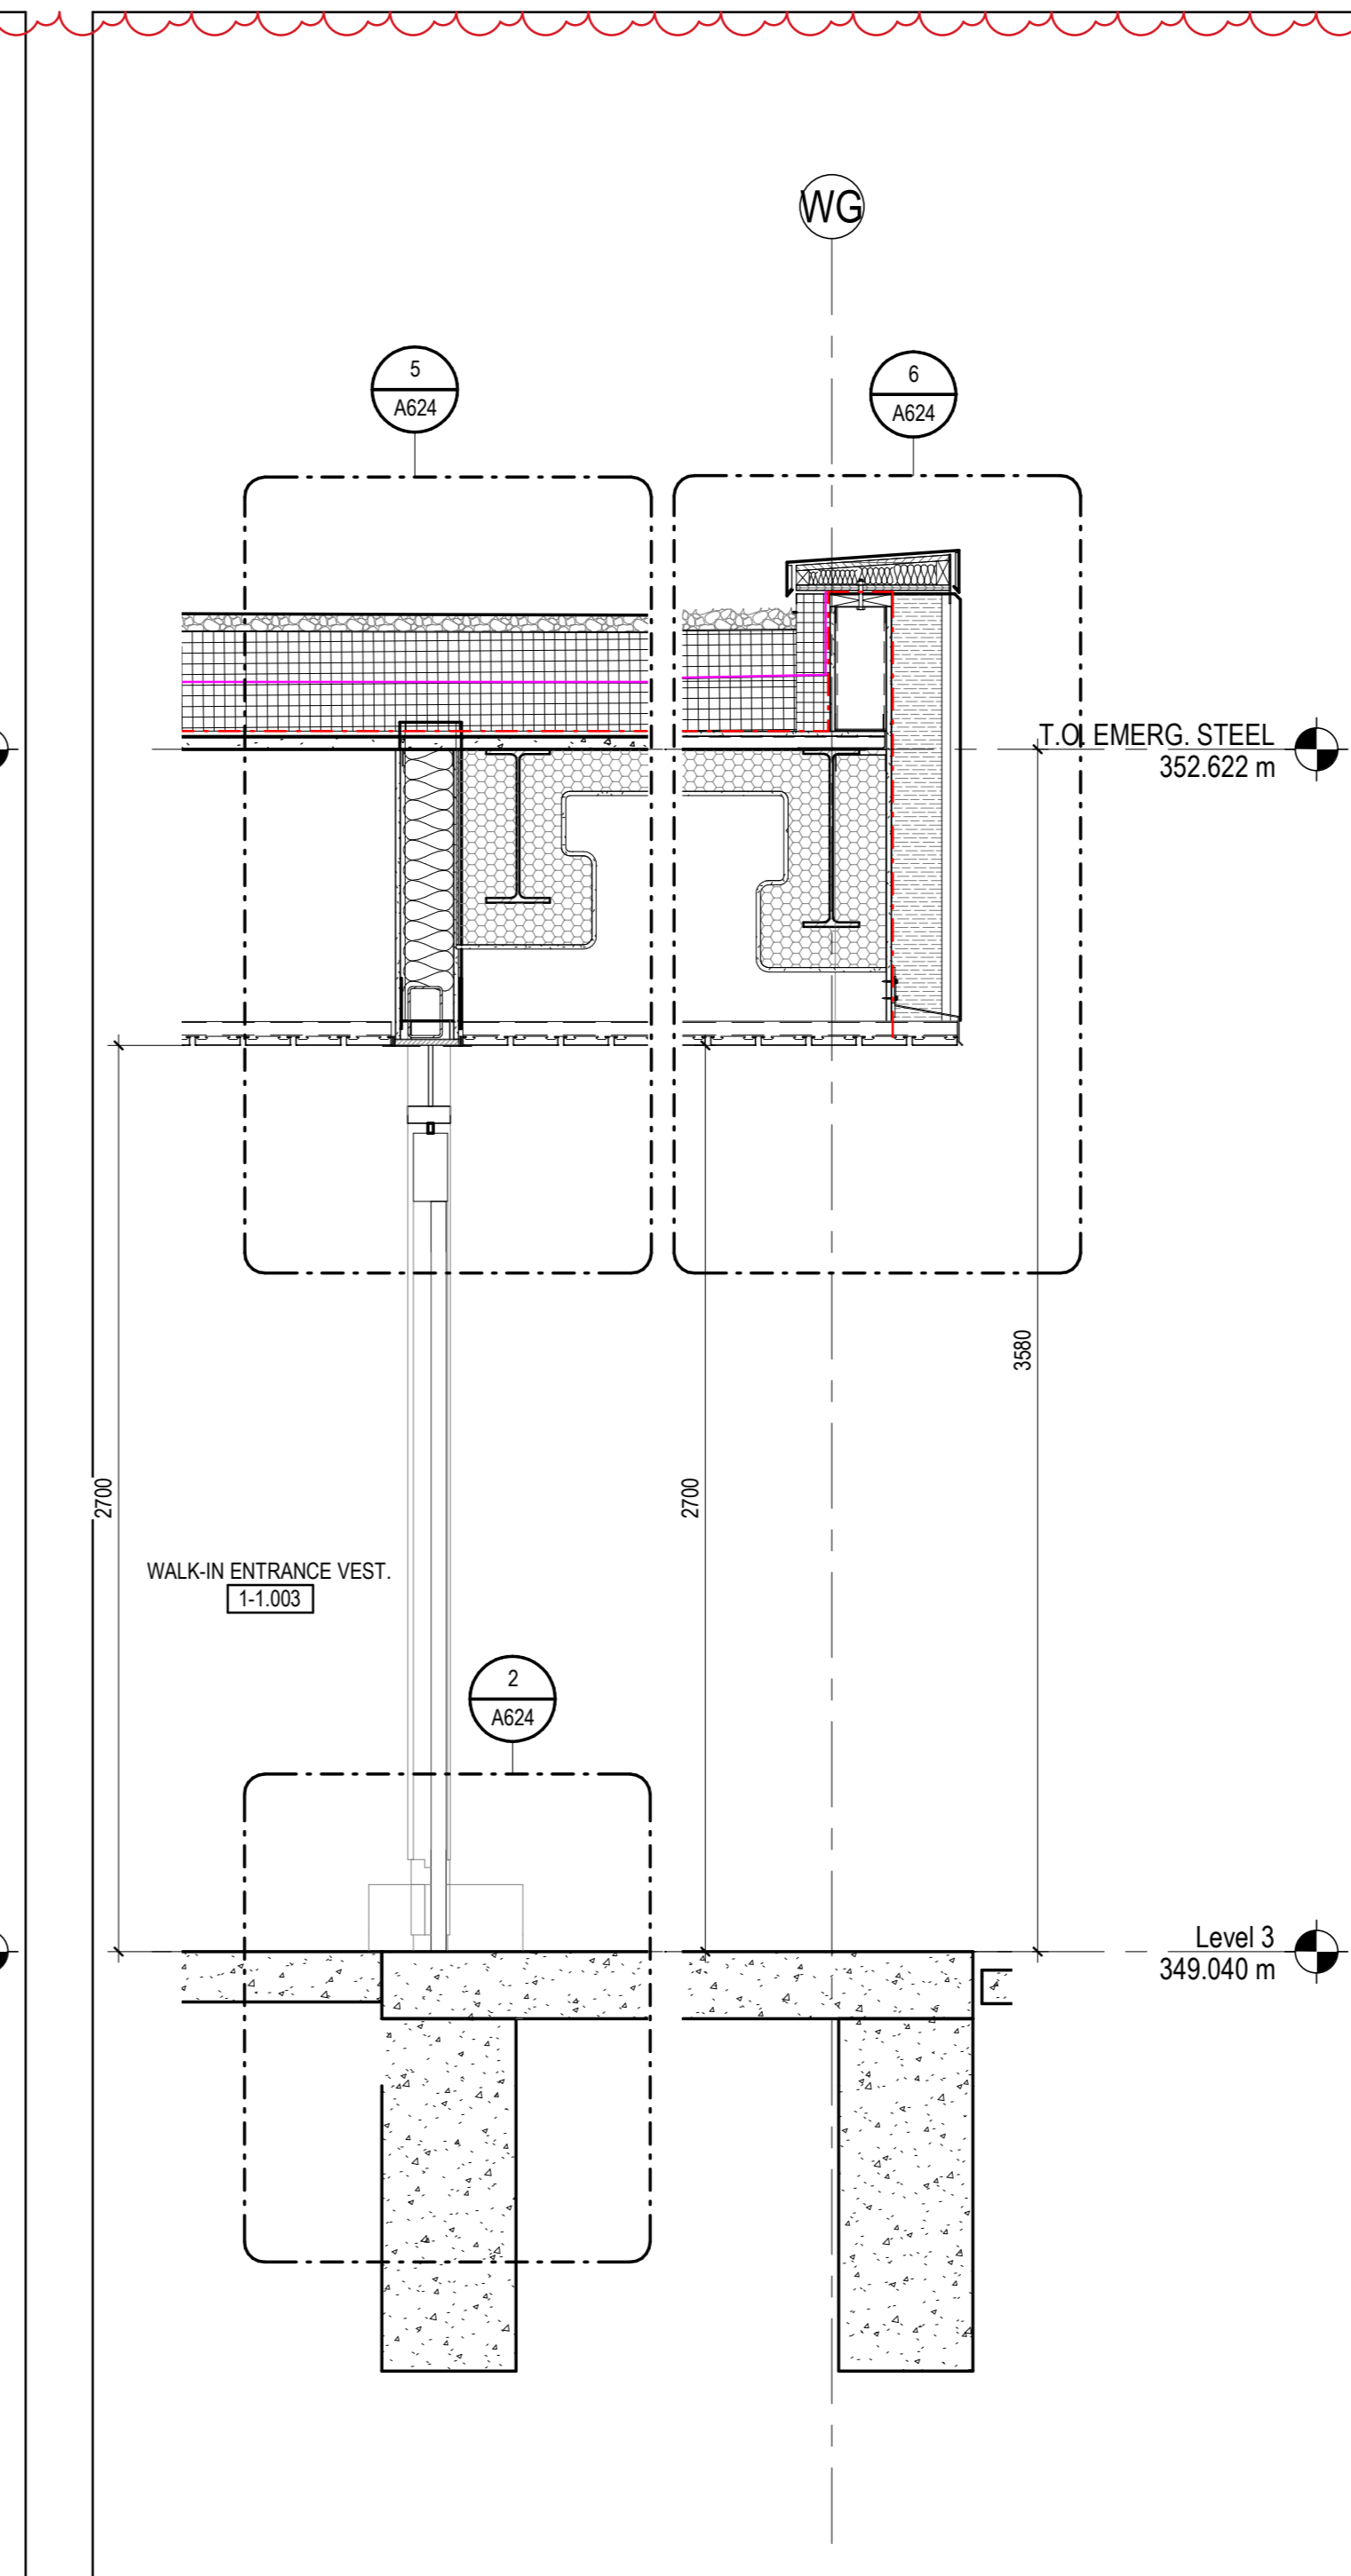 WG
5
A624
6
A624
T.O. EMERG. STEEL
352.622 m
3580
2700
2700
WALK-IN ENTRANCE VEST.
1-1.003
2
A624
Level 3
349.040 m